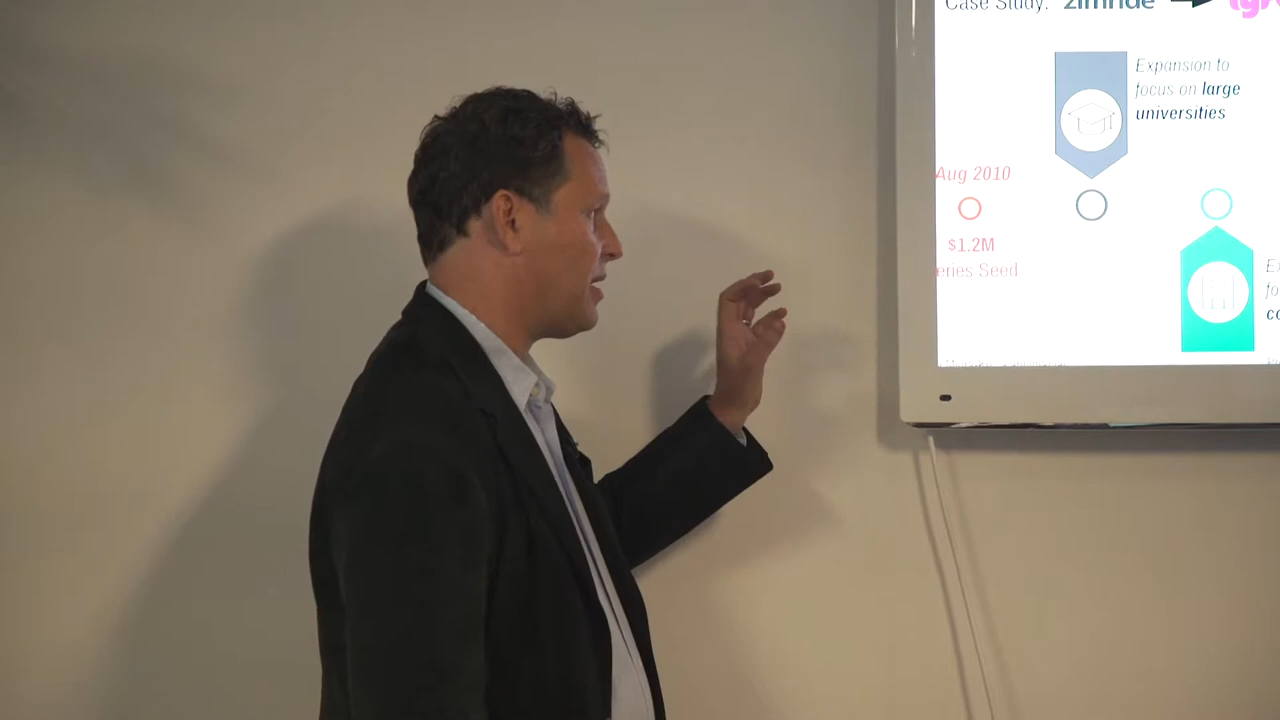 Case Study: zimride
Expansion to
focus on large
universities
Aug 2010
$1.2M
eries Seed